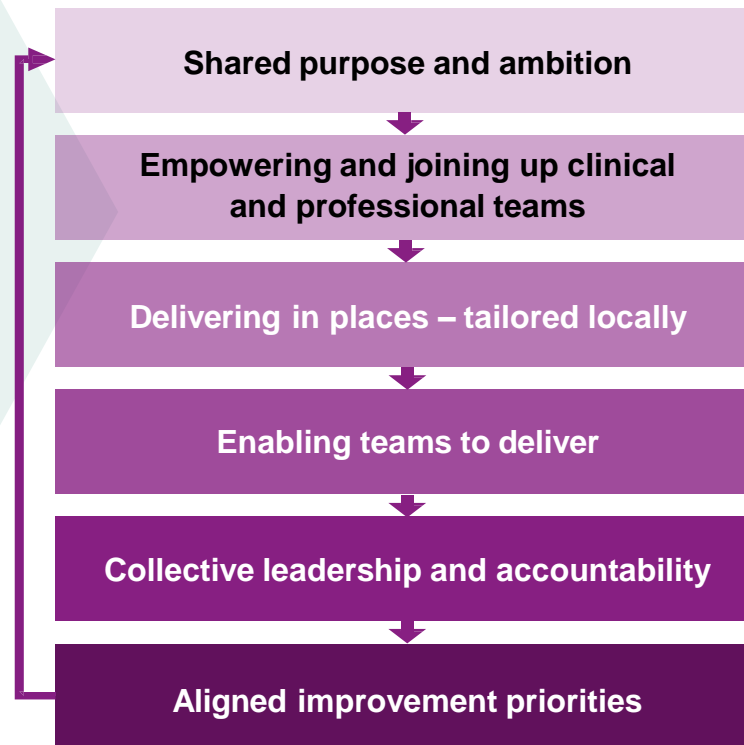 Shared purpose and ambition
Empowering and joining up clinical
and professional teams
Delivering in places – tailored locally
Enabling teams to deliver
Collective leadership and accountability
Aligned improvement priorities